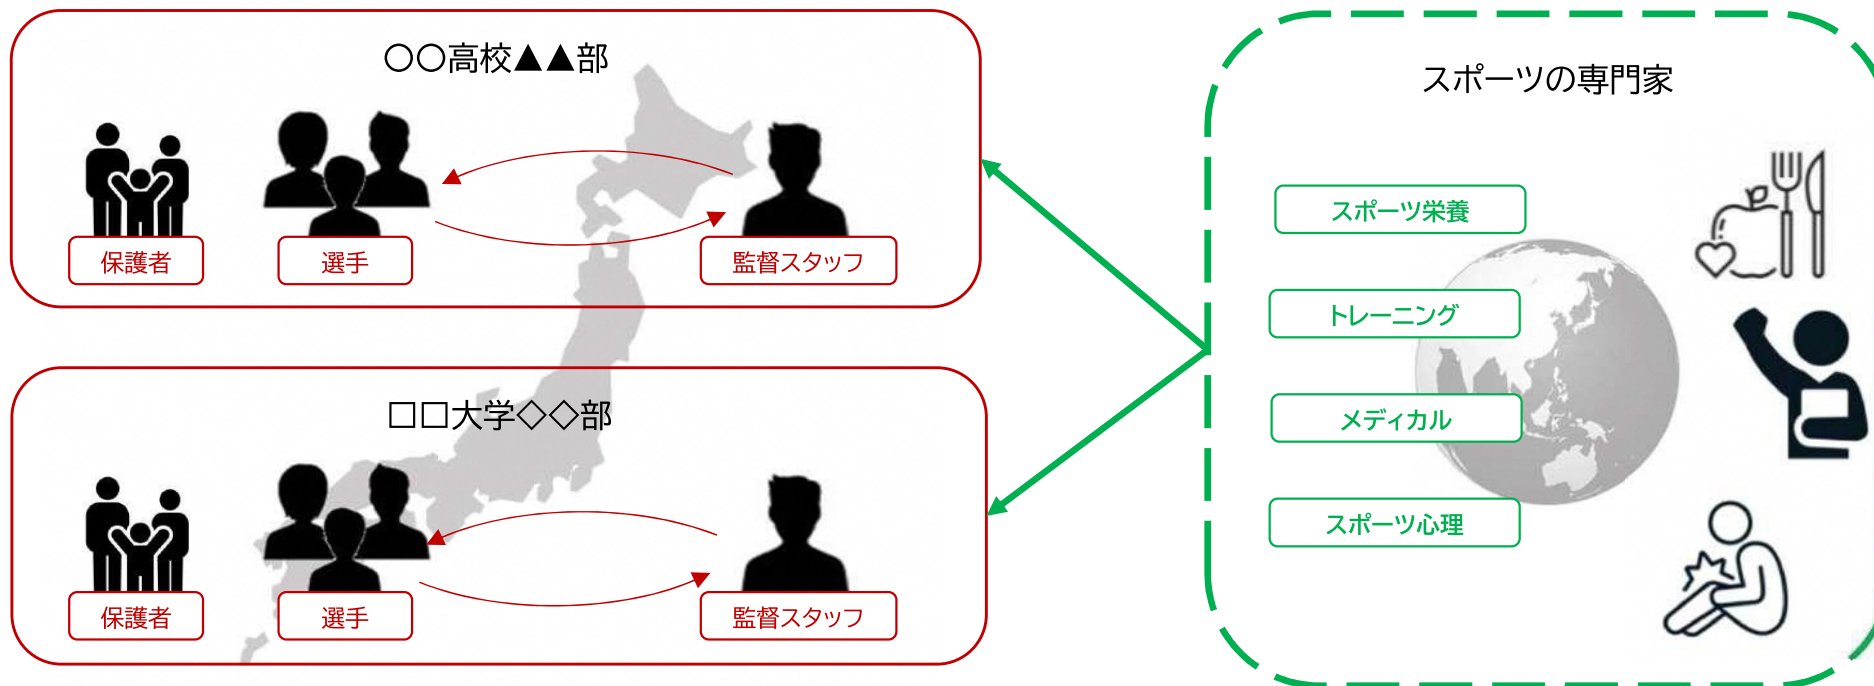 〇〇高校▲▲部
保護者
選手
監督スタッフ
□□大学◇◇部
保護者
選手
監督スタッフ
スポーツの専門家
スポーツ栄養
トレーニング
メディカル
スポーツ心理